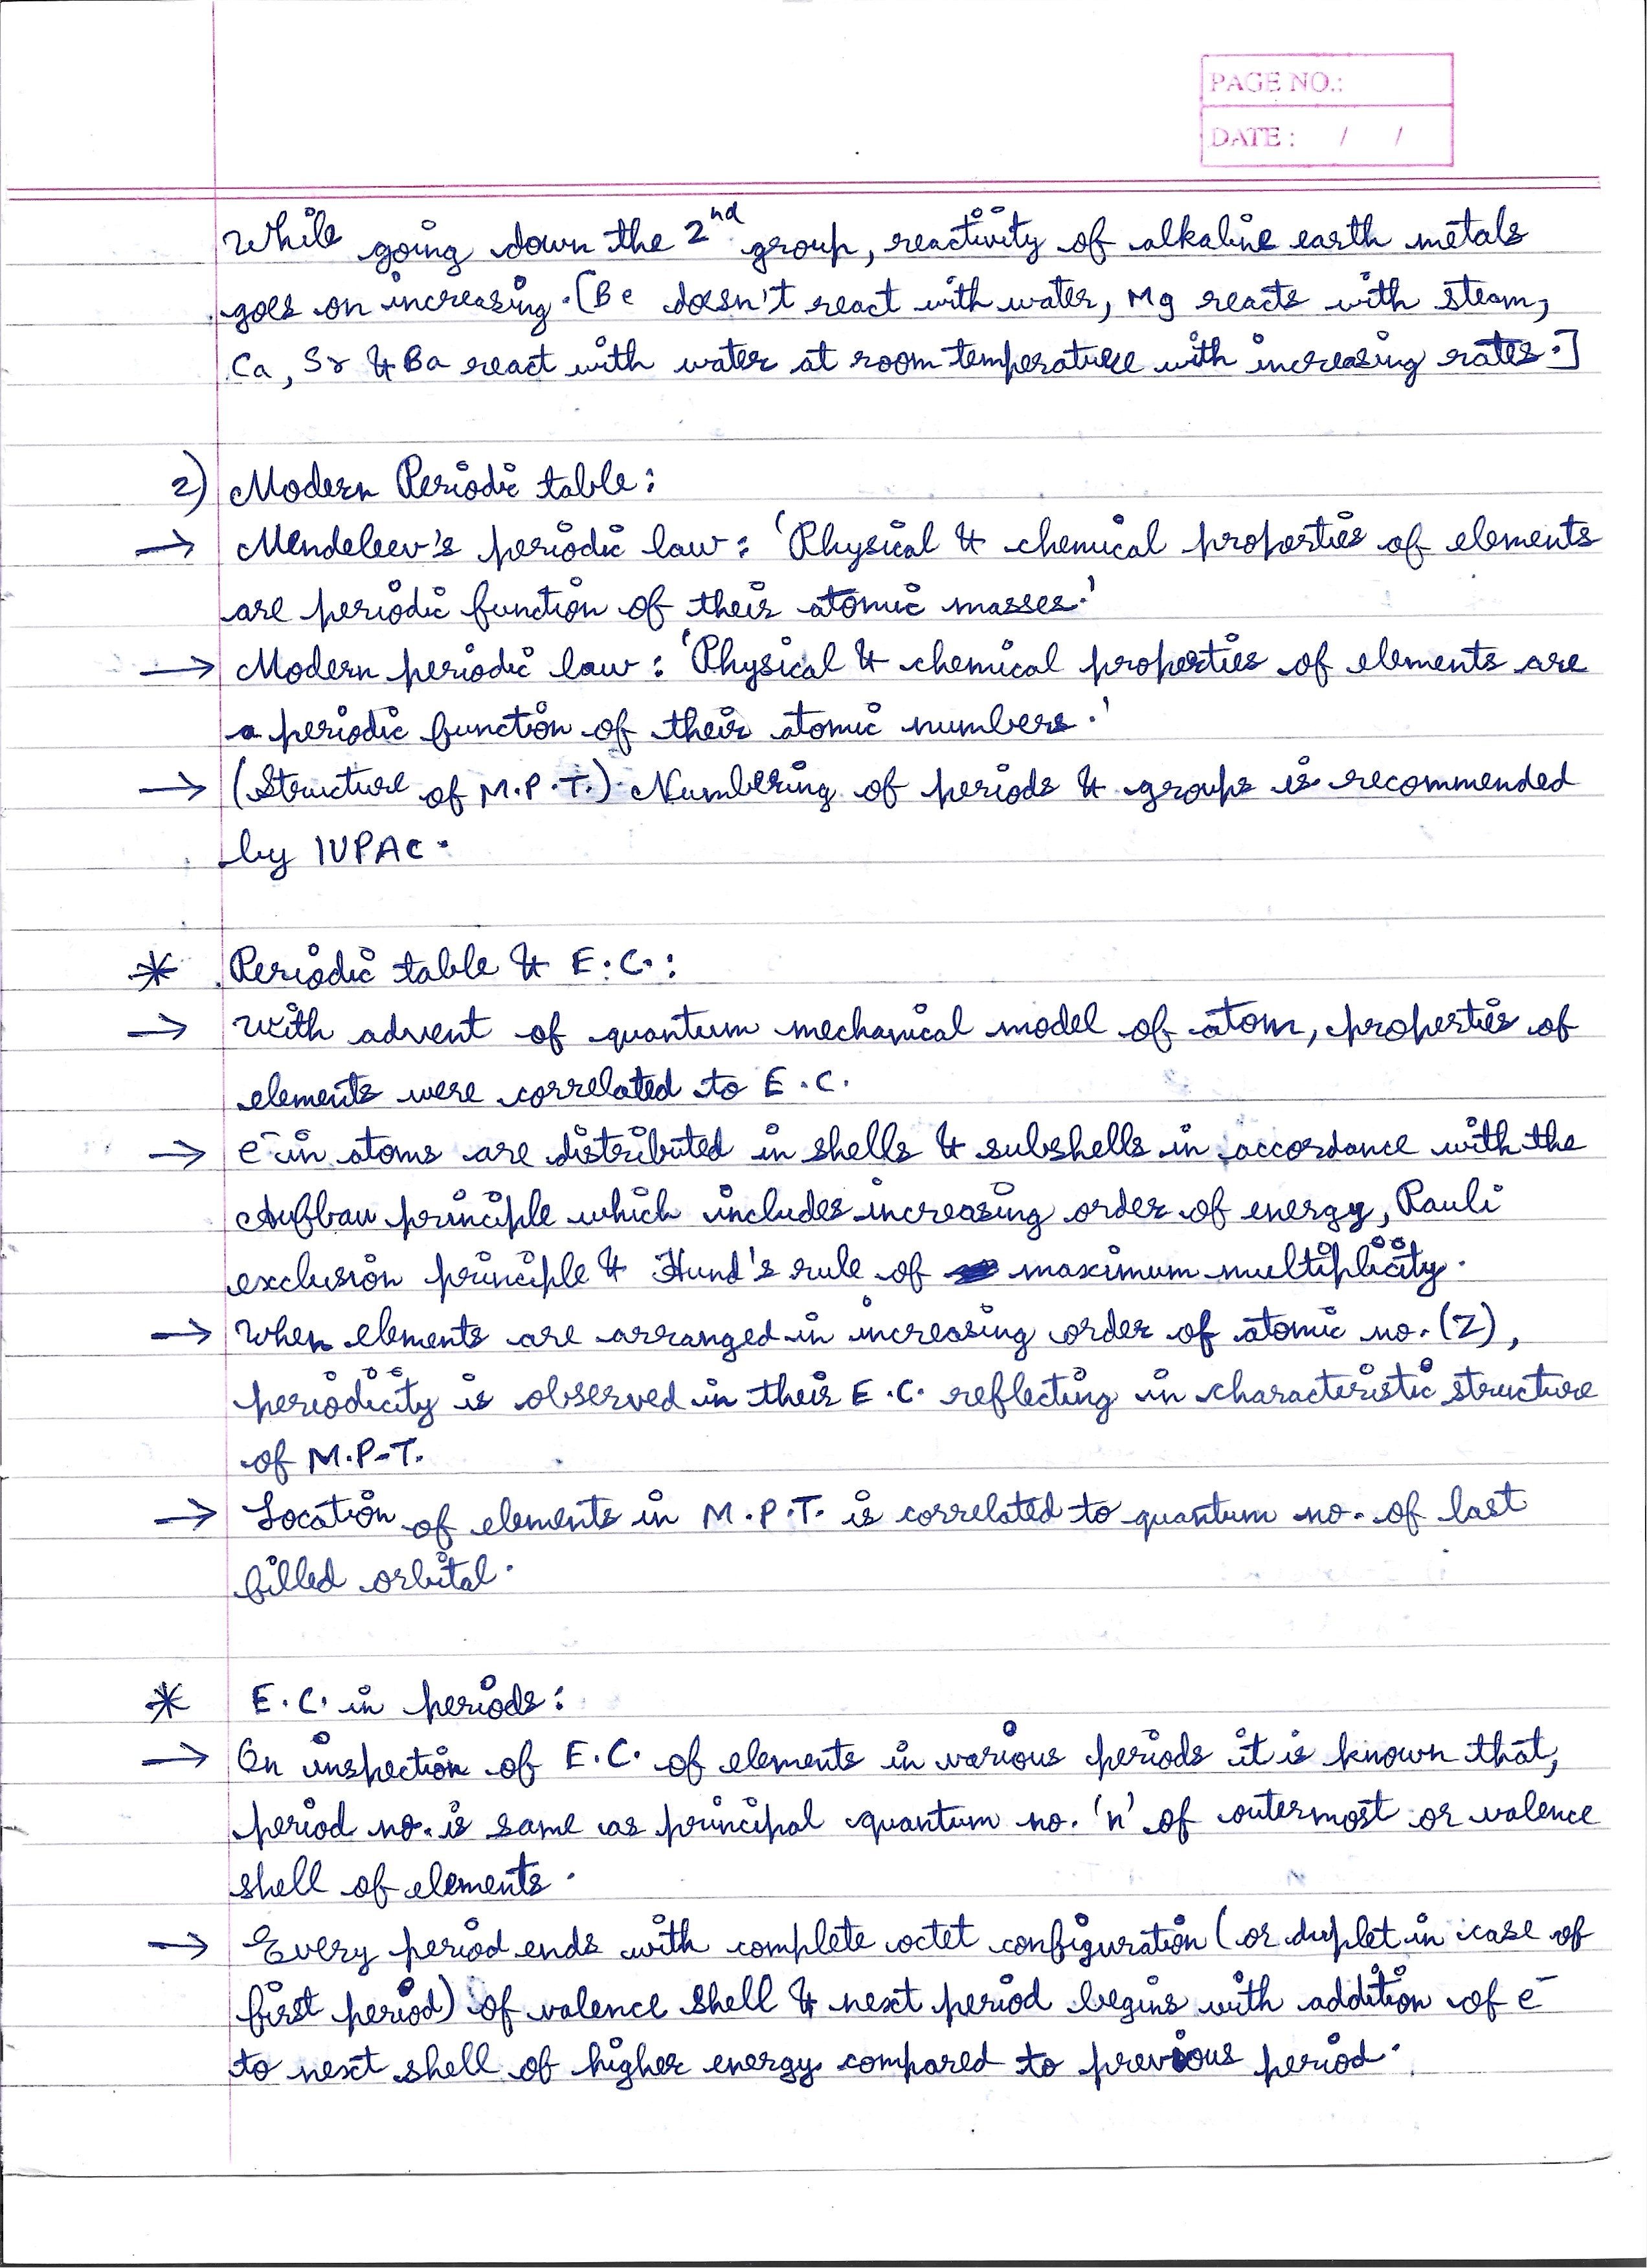 PAGE NO.:
DATE : / /
While going down the 2nd group, reactivity of alkaline earth metals
goes on increasing. [Be doesn't react with water, Mg reacts with steam,
Ca, Sr & Ba react with water at room temperature with increasing rates.]
2) Modern Periodic table:
→ Mendeleev's periodic law: 'Physical & chemical properties of elements
are periodic function of their atomic masses.'
→ Modern periodic law: 'Physical & chemical properties of elements are
a periodic function of their atomic numbers.'
→ (Structure of M.P.T.) Numbering of periods & groups is recommended
by IUPAC.
* Periodic table & E.C.:
→ With advent of quantum mechanical model of atom, properties of
elements were correlated to E.C.
→ e⁻ in atoms are distributed in shells & subshells in accordance with the
Aufbau principle which includes increasing order of energy, Pauli
exclusion principle & Hund's rule of maximum multiplicity.
→ When elements are arranged in increasing order of atomic no. (Z),
periodicity is observed in their E.C. reflecting in characteristic structure
of M.P.T.
→ Location of elements in M.P.T. is correlated to quantum no. of last
filled orbital.
* E.C. in periods:
→ On inspection of E.C. of elements in various periods it is known that,
period no. is same as principal quantum no. 'n' of outermost or valence
shell of elements.
→ Every period ends with complete octet configuration (or duplet in case of
first period) of valence shell & next period begins with addition of e⁻
to next shell of higher energy compared to previous period.